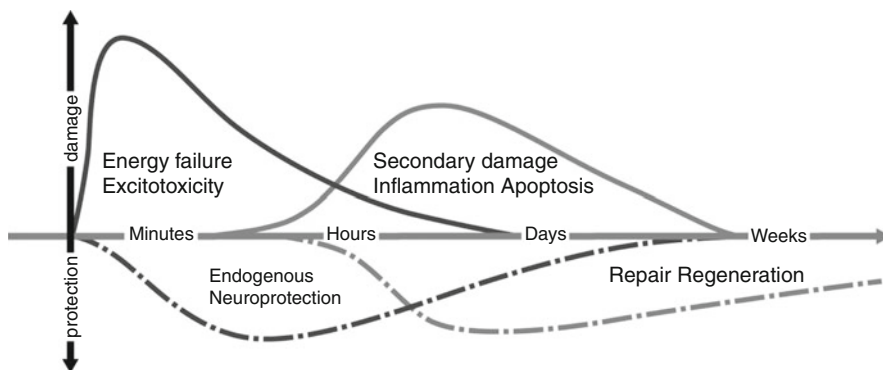 damage
protection
Energy failure
Excitotoxicity
Secondary damage
Inflammation Apoptosis
Minutes
Hours
Days
Weeks
Endogenous
Neuroprotection
Repair Regeneration